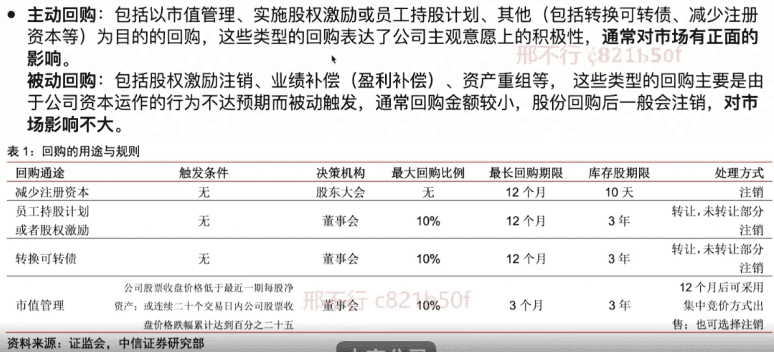 • 主动回购：包括以市值管理、实施股权激励或员工持股计划、其他（包括转换可转债、减少注册
资本等）为目的的回购，这些类型的回购表达了公司主观意愿上的积极性，通常对市场有正面的
影响。
邢不行 c821b50f
被动回购：包括股权激励注销、业绩补偿（盈利补偿）、资产重组等， 这些类型的回购主要是由
于公司资本运作的行为不达预期而被动触发，通常回购金额较小，股份回购后一般会注销，对市
场影响不大。
表 1：回购的用途与规则
回购通途 触发条件 决策机构 最大回购比例 最长回购期限 库存股期限 处理方式
减少注册资本 无 股东大会 无 12 个月 10 天 注销
员工持股计划
或者股权激励 无 董事会 10% 12 个月 3 年 转让，未转让部分
注销
转换可转债 无 董事会 10% 12 个月 3 年 转让，未转让部分
注销
市值管理 公司股票收盘价格低于最近一期每股净
资产；或连续二十个交易日内公司股票收
盘价格跌幅累计达到百分之二十五 董事会 10% 3 个月 3 年 12 个月后可采用
集中竞价方式出
售；也可选择注销
邢不行 c821b50f
资料来源：证监会，中信证券研究部